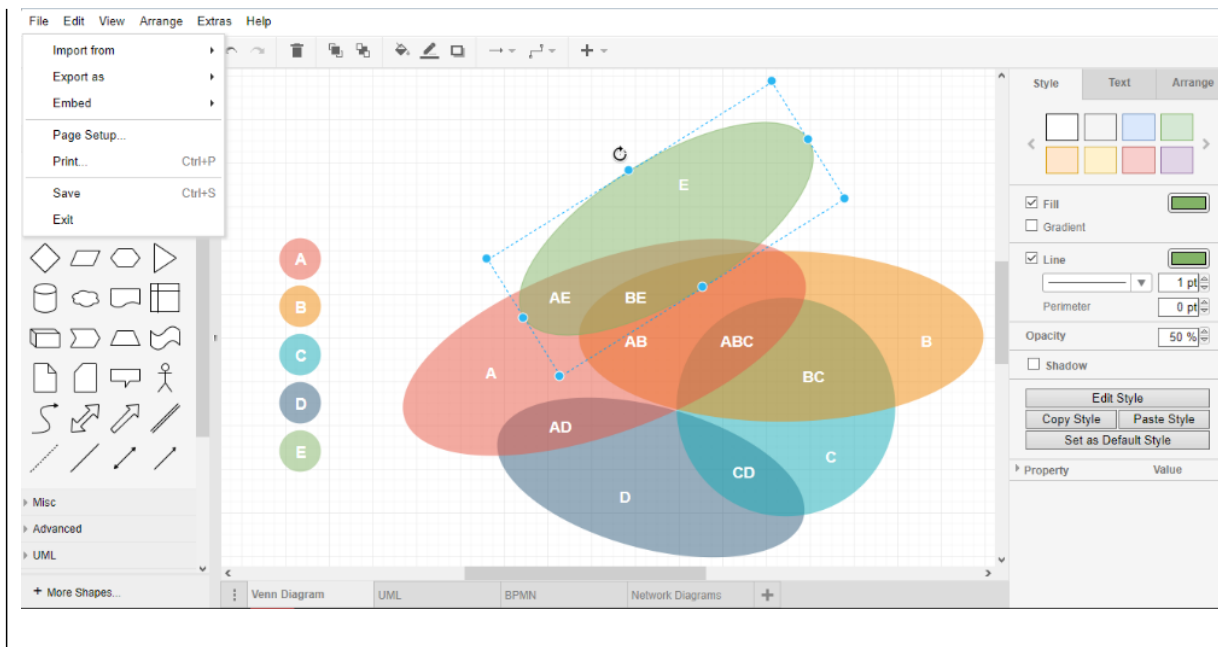 File Edit View Arrange Extras Help
Import from
Export as
Embed
Page Setup...
Print... Ctrl+P
Save Ctrl+S
Exit
Misc
Advanced
UML
+ More Shapes...
A
B
C
D
E
E
AE BE
AB ABC B
A BC
AD
C
CD
D
Venn Diagram UML BPMN Network Diagrams
Style Text Arrange
Fill
Gradient
Line
1 pt
Perimeter 0 pt
Opacity 50 %
Shadow
Edit Style
Copy Style Paste Style
Set as Default Style
Property Value